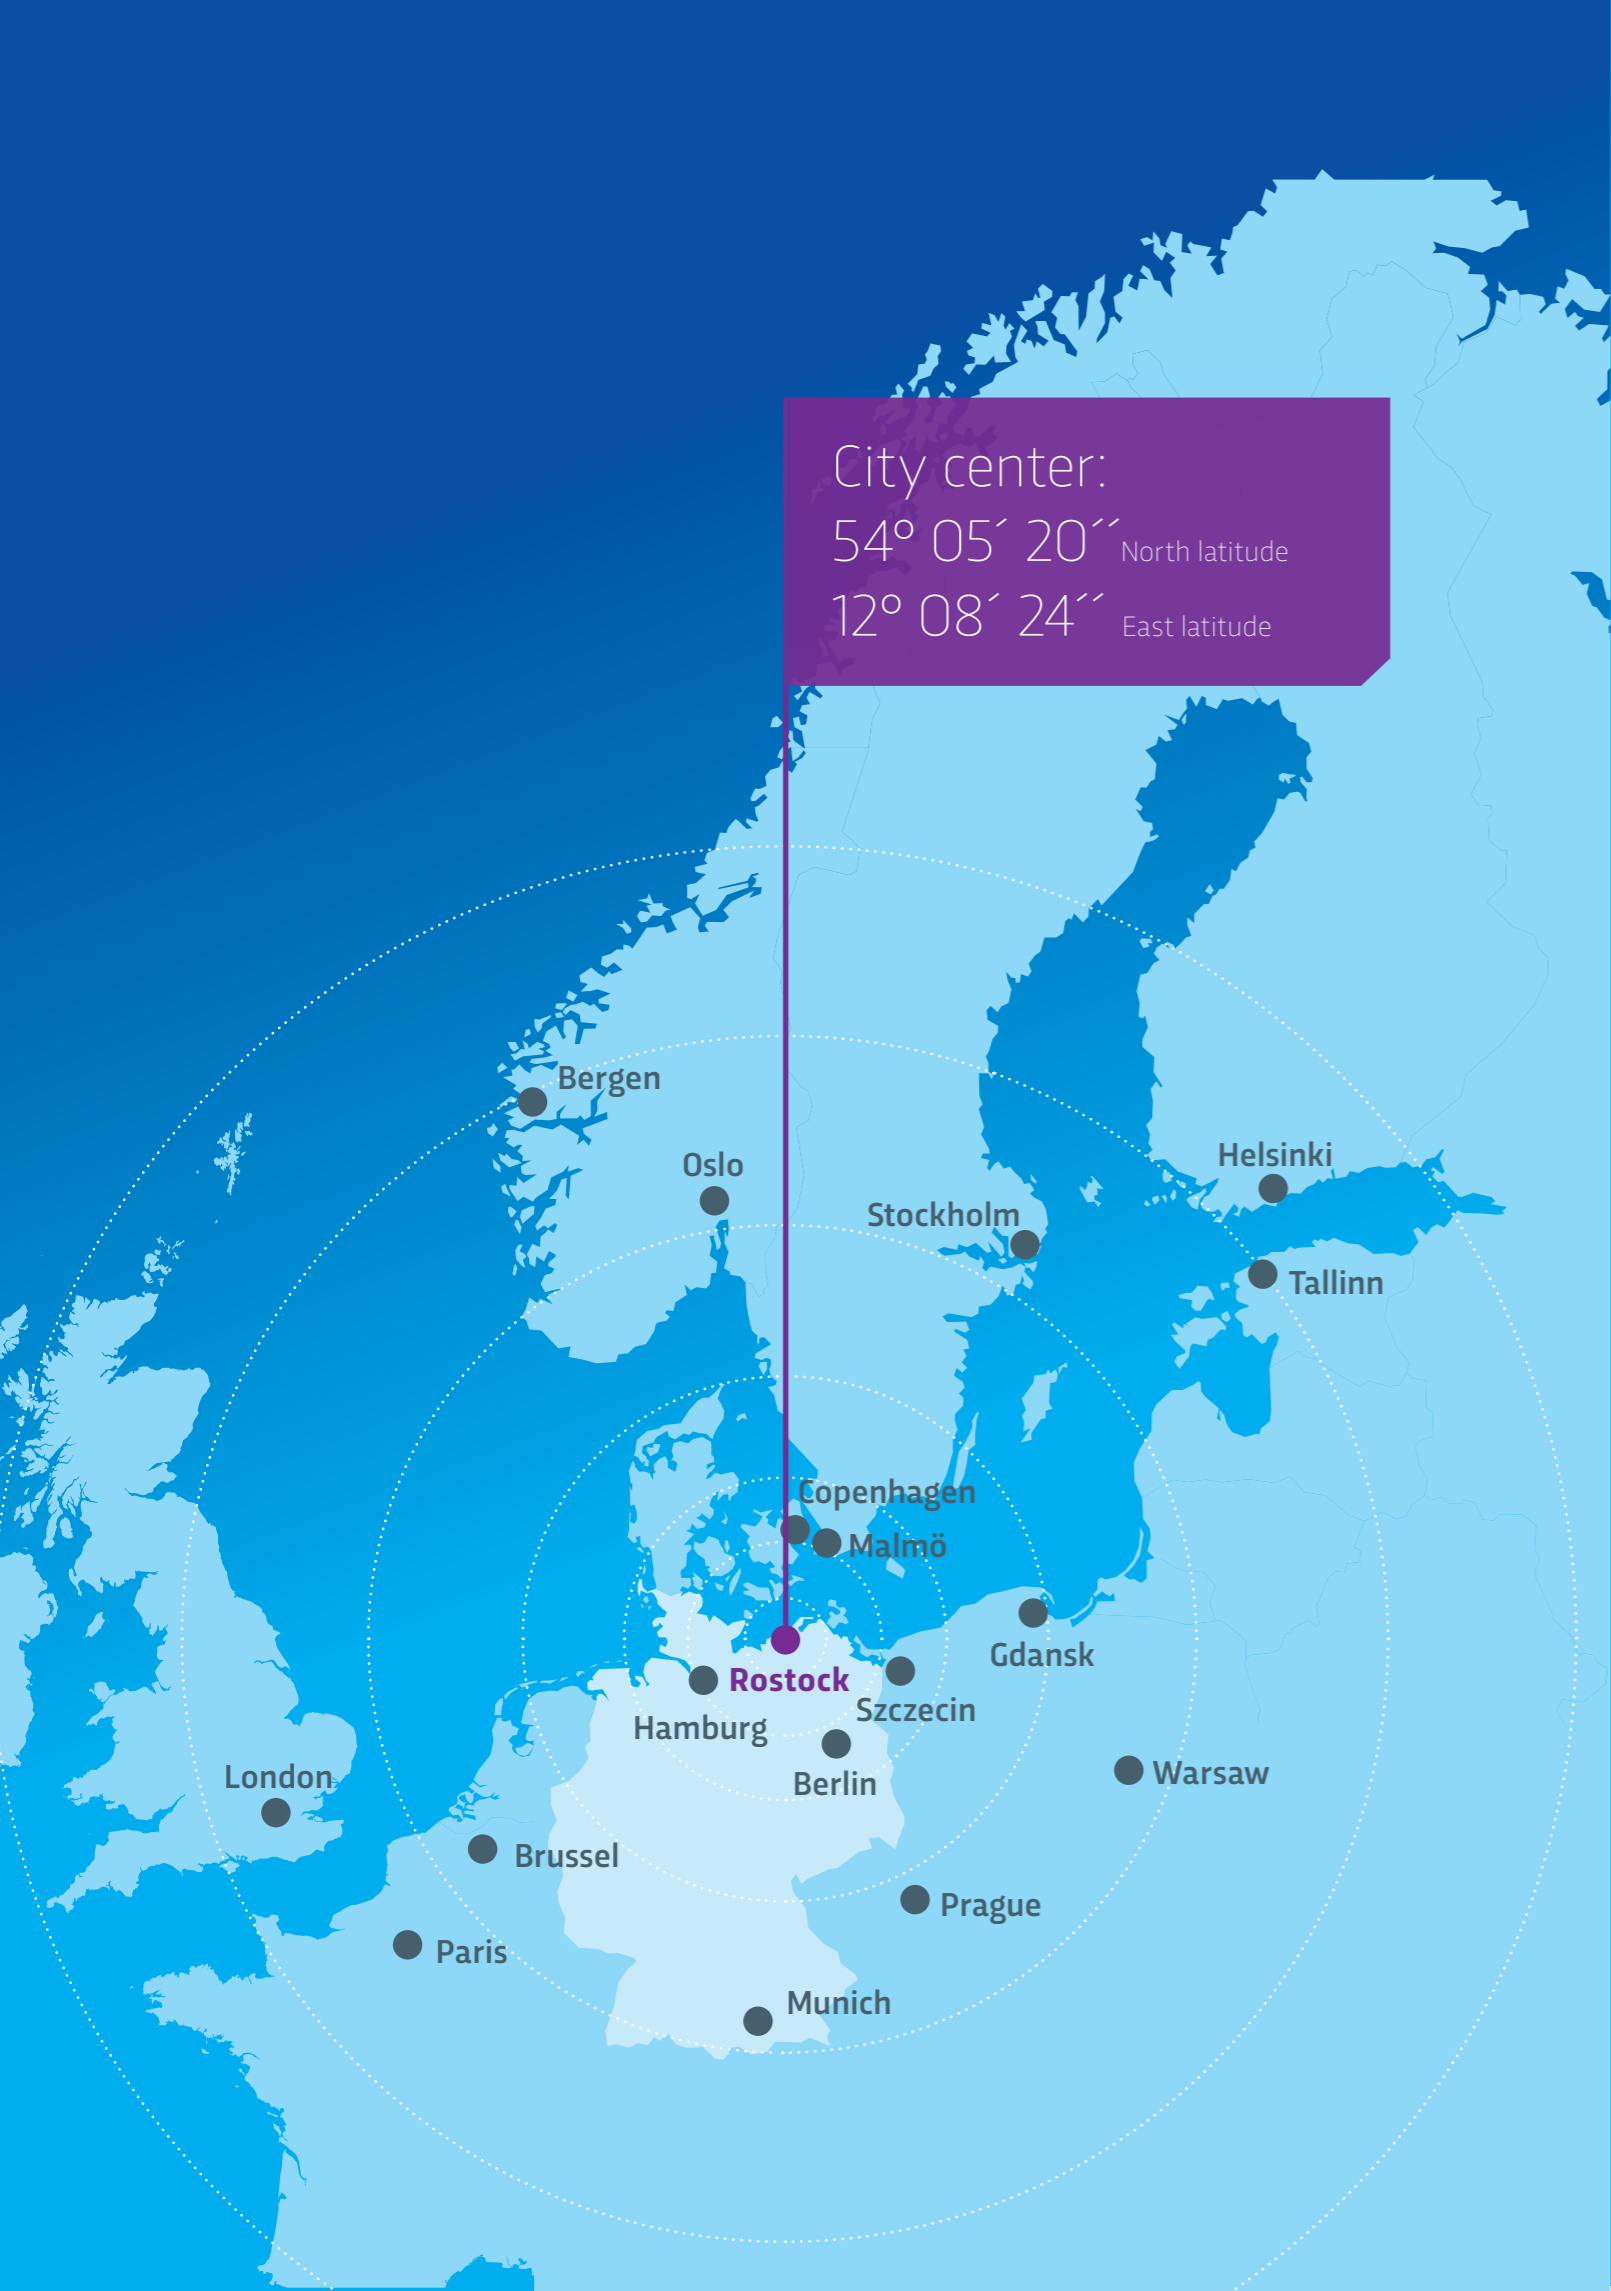 City center:
54° 05´ 20´´ North latitude
12° 08´ 24´´ East latitude
Bergen
Oslo
Helsinki
Stockholm
Tallinn
Copenhagen
Malmö
Gdansk
Rostock
Szczecin
Hamburg
Berlin
Warsaw
London
Brussel
Prague
Paris
Munich